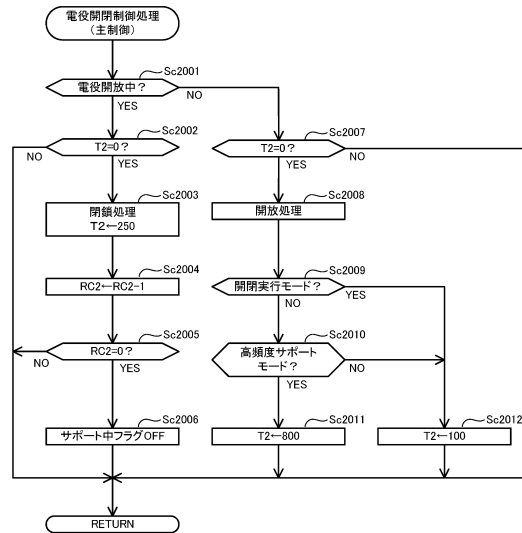 電役開閉制御処理
(主制御)
Sc2001
電役開放中？
NO
YES
Sc2002
T2=0？
NO
YES
Sc2003
閉鎖処理
T2←250
Sc2004
RC2←RC2-1
Sc2005
RC2=0？
NO
YES
Sc2006
サポート中フラグOFF
Sc2007
T2=0？
NO
YES
Sc2008
開放処理
Sc2009
開閉実行モード？
YES
NO
Sc2010
高頻度サポート
モード？
NO
YES
Sc2011
T2←800
Sc2012
T2←100
RETURN